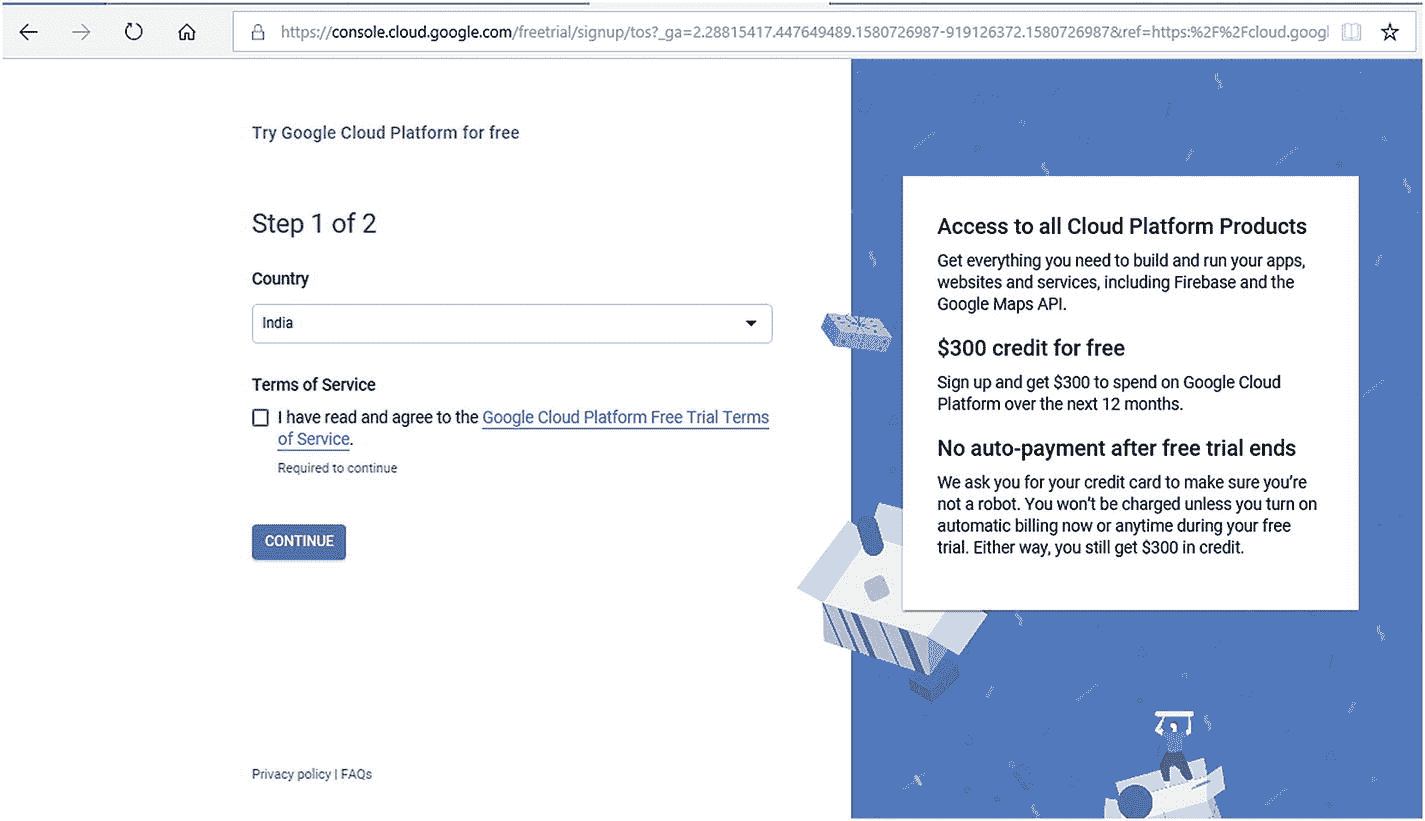 https://console.cloud.google.com/freetrial/signup/tos?_ga=2.28815417.447649489.1580726987-919126372.1580726987&ref=https:%2F%2Fcloud.googl
Try Google Cloud Platform for free
Step 1 of 2
Country
India
Terms of Service
I have read and agree to the Google Cloud Platform Free Trial Terms
of Service.
Required to continue
CONTINUE
Privacy policy | FAQs
Access to all Cloud Platform Products
Get everything you need to build and run your apps,
websites and services, including Firebase and the
Google Maps API.
$300 credit for free
Sign up and get $300 to spend on Google Cloud
Platform over the next 12 months.
No auto-payment after free trial ends
We ask you for your credit card to make sure you're
not a robot. You won't be charged unless you turn on
automatic billing now or anytime during your free
trial. Either way, you still get $300 in credit.